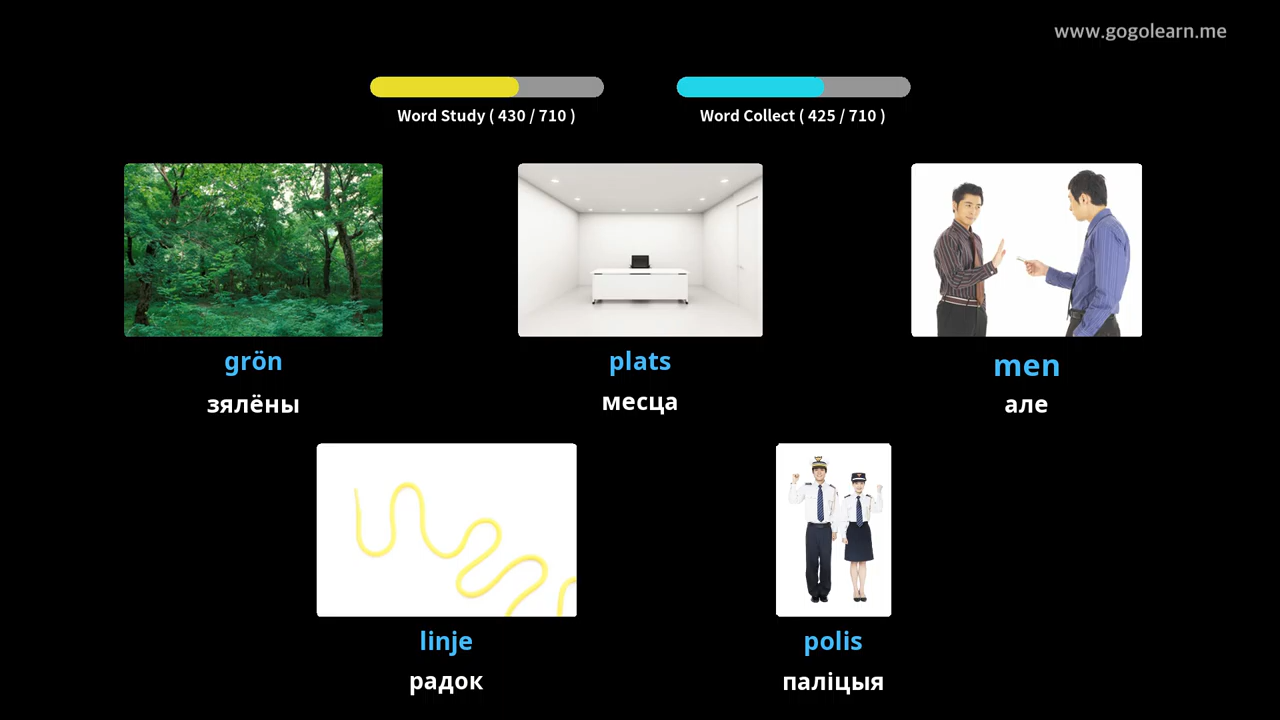 www.gogolearn.me
Word Study ( 430 / 710 )
Word Collect ( 425 / 710 )
grön
зялёны
plats
месца
men
але
linje
радок
polis
паліцыя